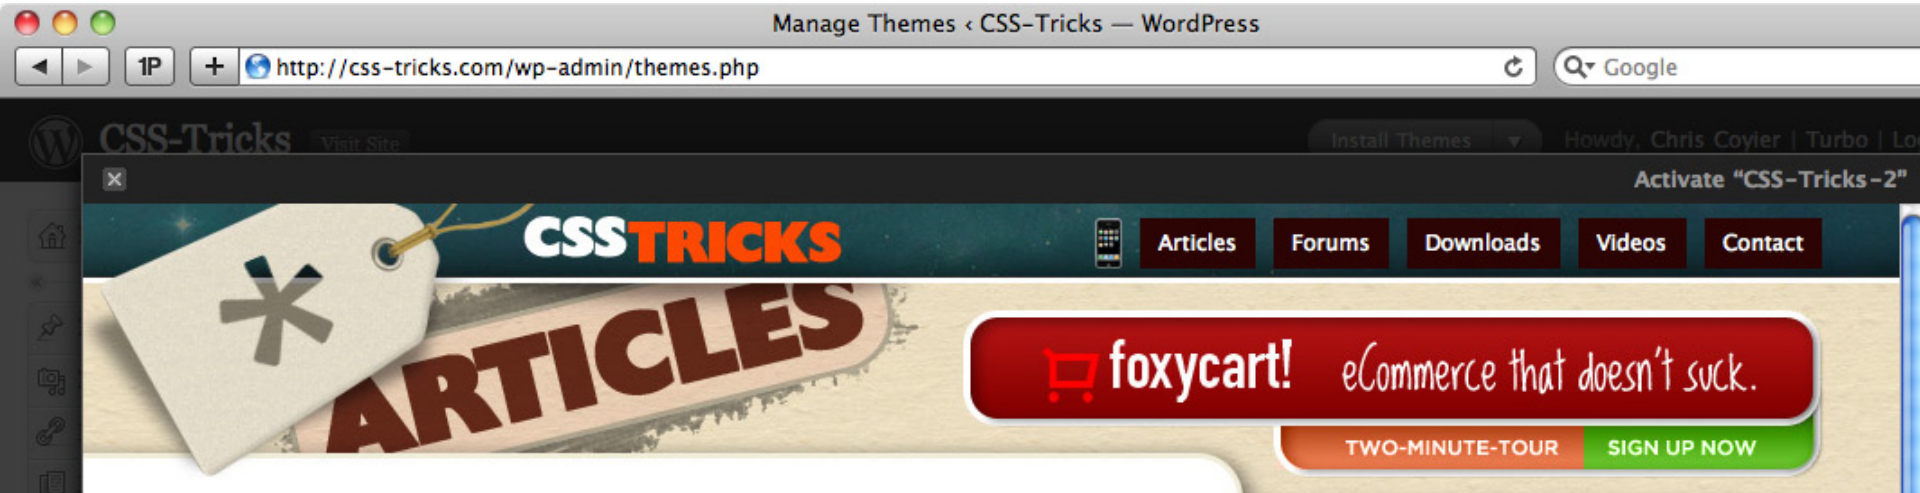 Manage Themes ‹ CSS-Tricks — WordPress
1P
+
http://css-tricks.com/wp-admin/themes.php
Google
CSS-Tricks Visit Site
Install Themes
Howdy, Chris Coyier | Turbo |
Activate “CSS-Tricks-2”
CSSTRICKS
Articles Forums Downloads Videos Contact
*
ARTICLES
foxycart! eCommerce that doesn't suck.
TWO-MINUTE-TOUR SIGN UP NOW